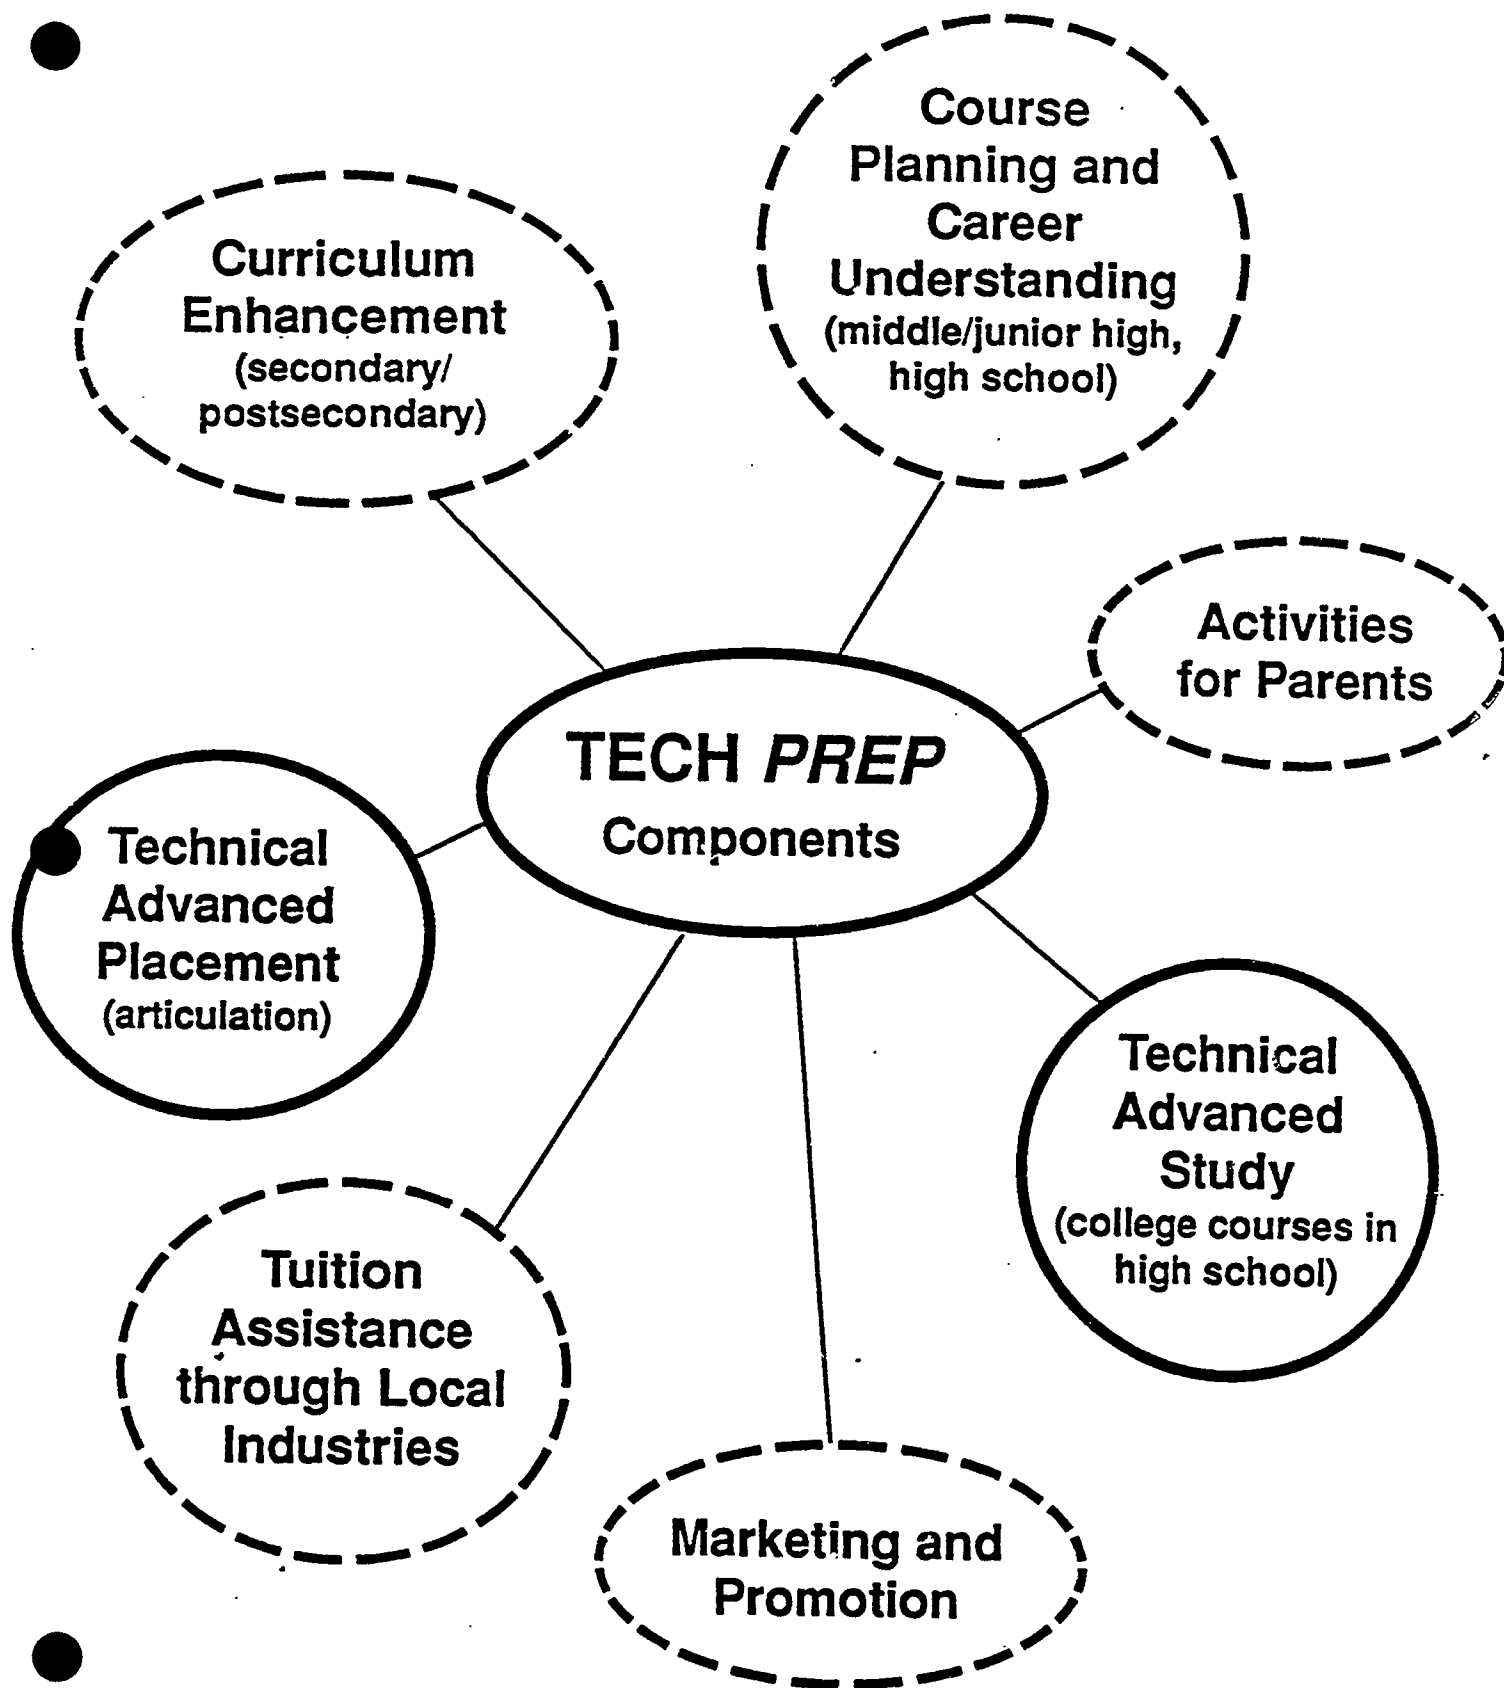 Course
Planning and
Career
Understanding
(middle/junior high,
high school)
Curriculum
Enhancement
(secondary/
postsecondary)
Activities
for Parents
TECH PREP
Components
Technical
Advanced
Placement
(articulation)
Technical
Advanced
Study
(college courses in
high school)
Tuition
Assistance
through Local
Industries
Marketing and
Promotion